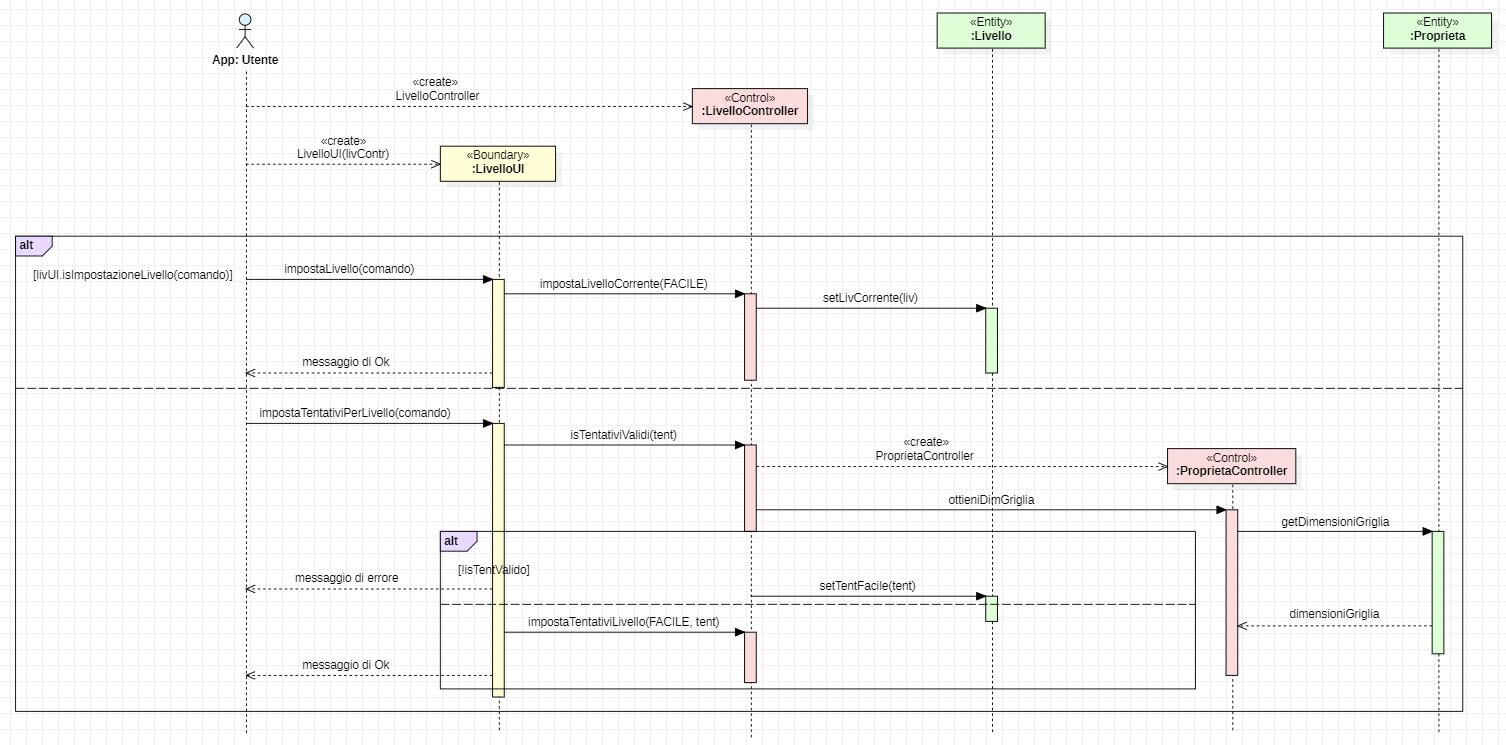 «Entity»
:Livello
«Entity»
:Proprieta
App: Utente
«create»
LivelloController
«Control»
:LivelloController
«create»
LivelloUI(livContr)
«Boundary»
:LivelloUI
alt
[livUI.isImpostazioneLivello(comando)]
impostaLivello(comando)
impostaLivelloCorrente(FACILE)
setLivCorrente(liv)
messaggio di Ok
impostaTentativiPerLivello(comando)
isTentativiValidi(tent)
«create»
ProprietaController
«Control»
:ProprietaController
ottieniDimGriglia
getDimensioniGriglia
alt
[!isTentValido]
messaggio di errore
setTentFacile(tent)
dimensioniGriglia
impostaTentativiLivello(FACILE, tent)
messaggio di Ok